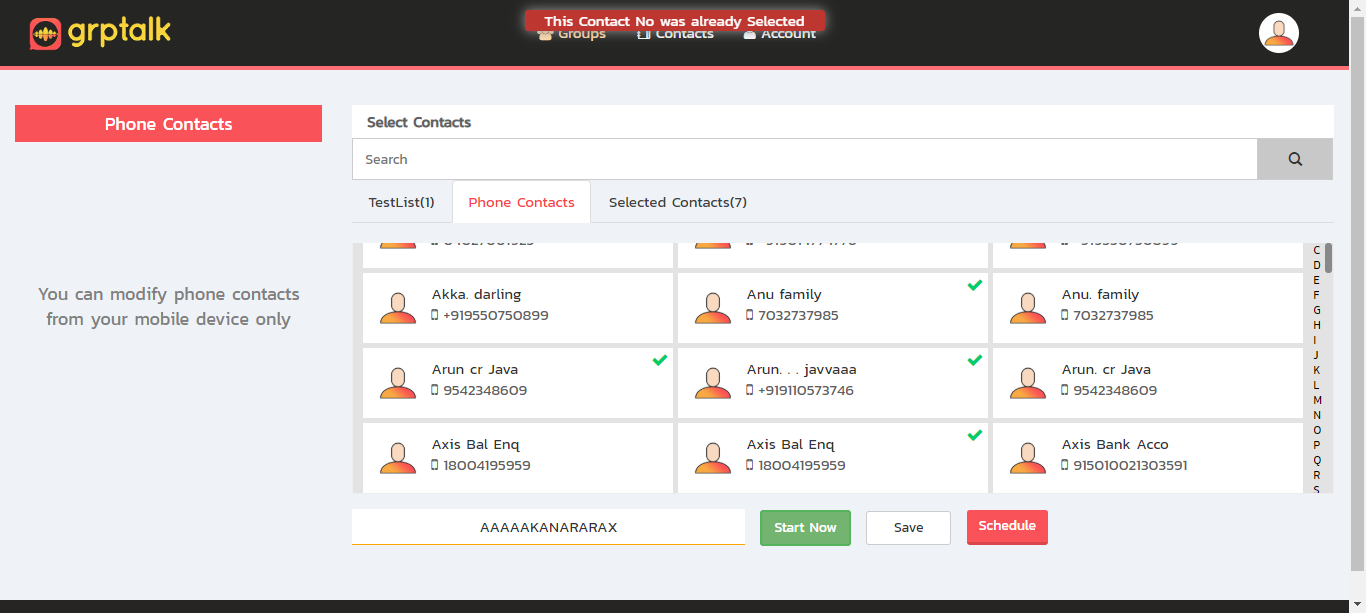 grptalk
This Contact No was already Selected
Groups Contacts Account
Phone Contacts
You can modify phone contacts
from your mobile device only
Select Contacts
Search
TestList(1) Phone Contacts Selected Contacts(7)
Akka. darling
+919550750899
Anu family
7032737985
Anu. family
7032737985
Arun cr Java
9542348609
Arun. . . javvaaa
+919110573746
Arun. cr Java
9542348609
Axis Bal Enq
18004195959
Axis Bal Enq
18004195959
Axis Bank Acco
915010021303591
C
D
E
F
G
H
I
J
K
L
M
N
O
P
Q
R
S
AAAAAKANARARAX
Start Now
Save
Schedule